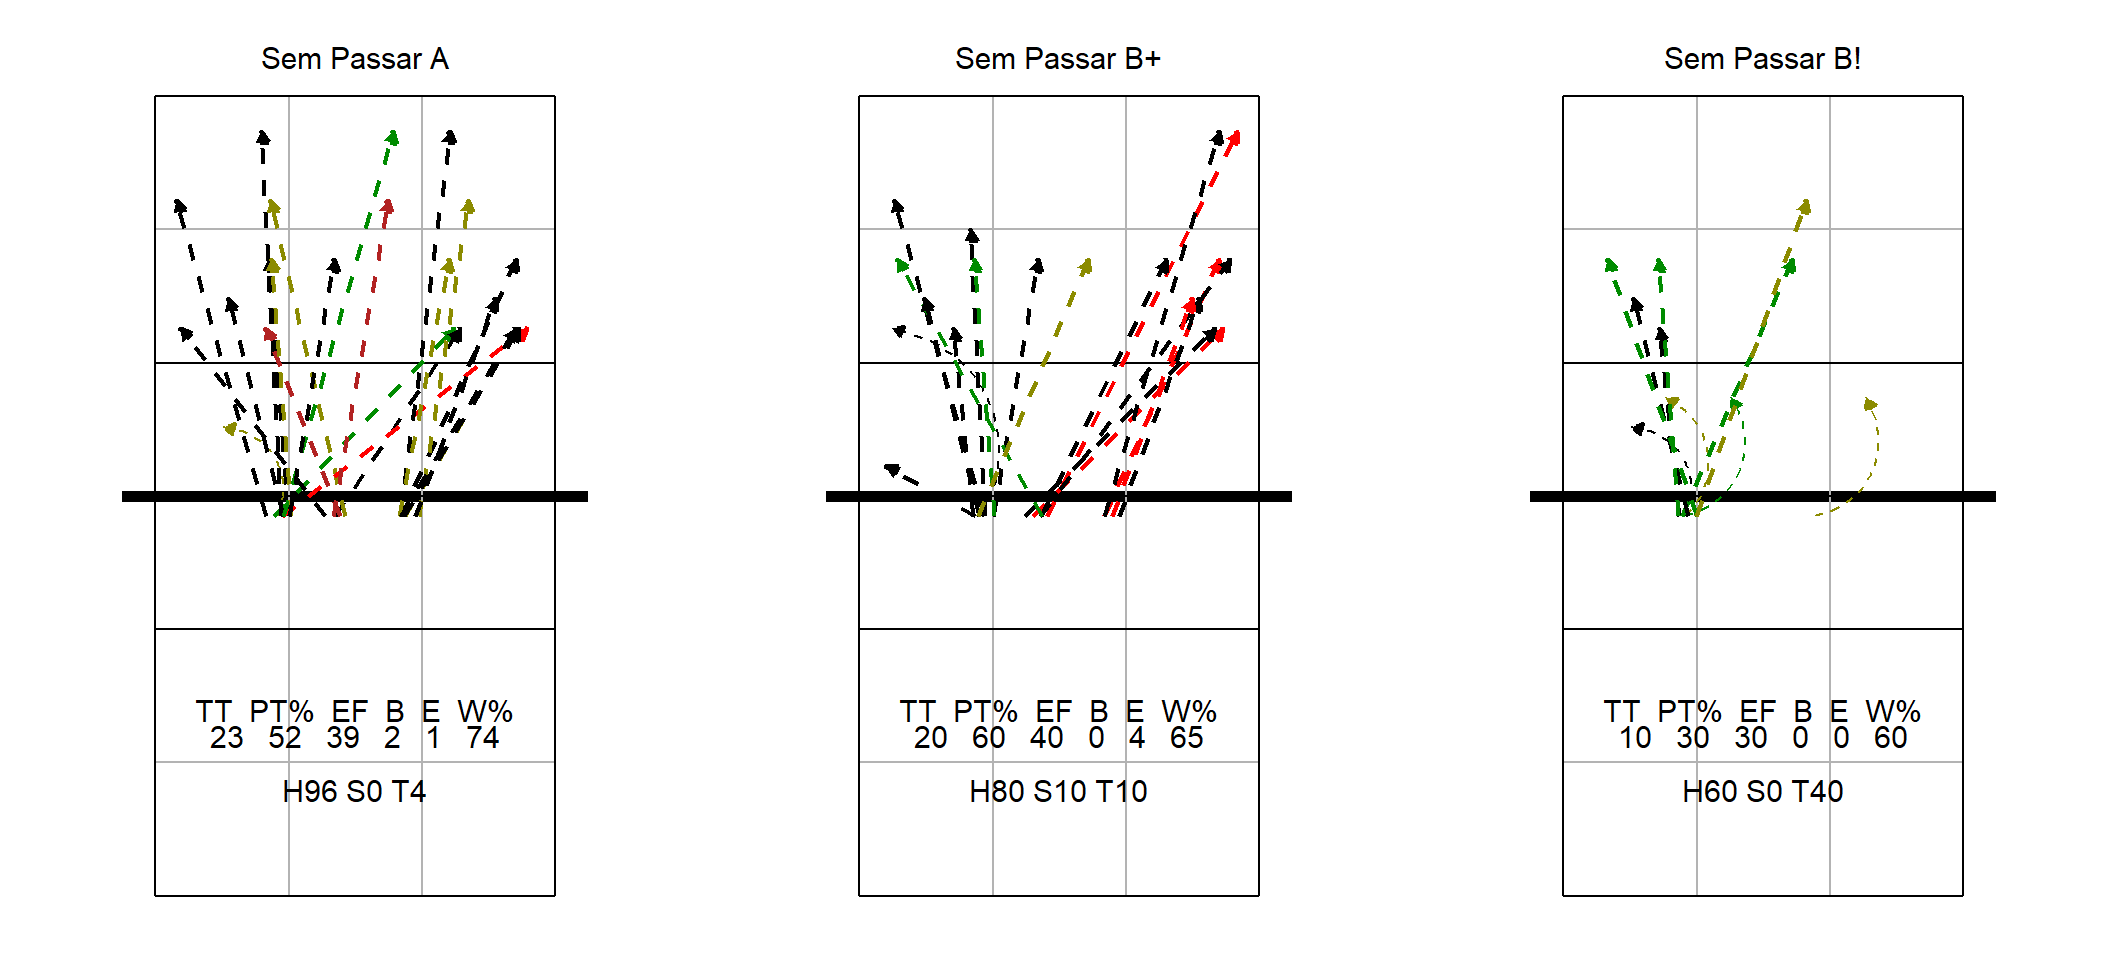 Sem Passar A
TT PT% EF B E W%
23 52 39 2 1 74
H96 S0 T4
Sem Passar B+
TT PT% EF B E W%
20 60 40 0 4 65
H80 S10 T10
Sem Passar B!
TT PT% EF B E W%
10 30 30 0 0 60
H60 S0 T40